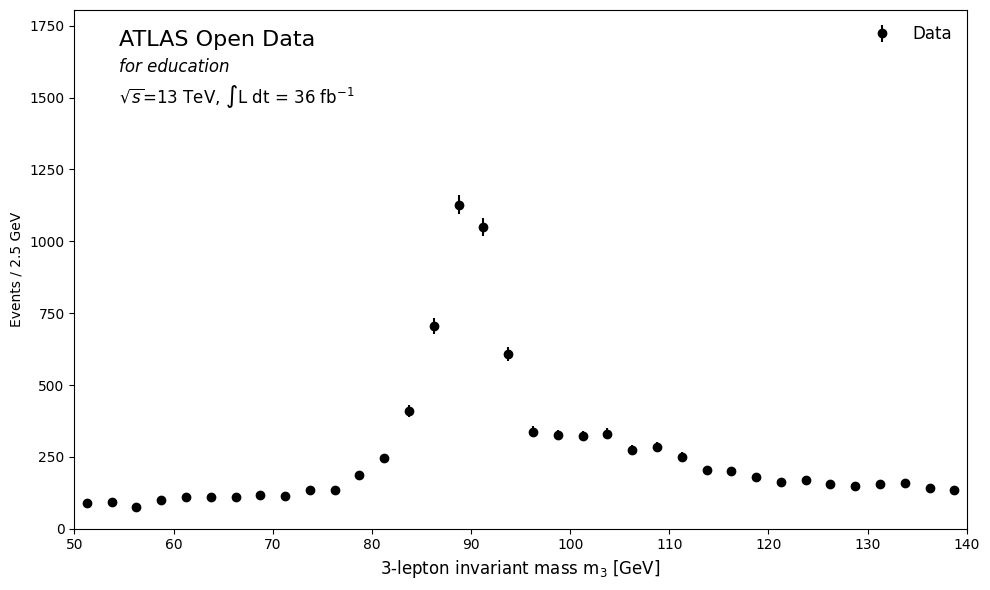 ATLAS Open Data
for education
√s=13 TeV, ∫L dt = 36 fb⁻¹
Data
Events / 2.5 GeV
1750
1500
1250
1000
750
500
250
0
50 60 70 80 90 100 110 120 130 140
3-lepton invariant mass m₃ [GeV]